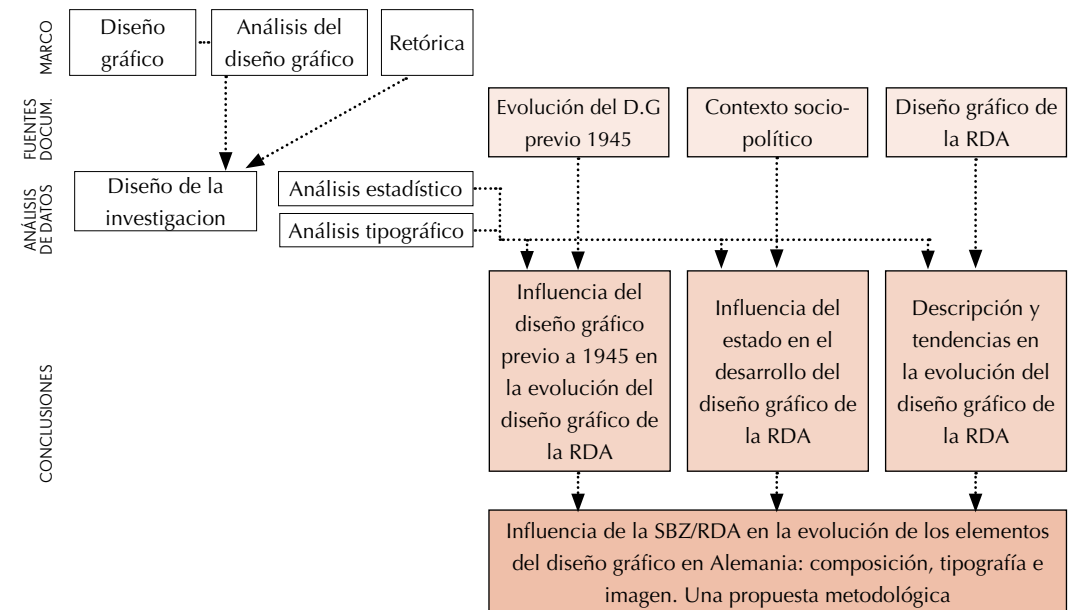 MARCO
Diseño
gráfico
Análisis del
diseño gráfico
Retórica
FUENTES
DOCUM.
Evolución del D.G
previo 1945
Contexto socio-
político
Diseño gráfico de
la RDA
ANÁLISIS
DE DATOS
Diseño de la
investigacion
Análisis estadístico
Análisis tipográfico
CONCLUSIONES
Influencia del
diseño gráfico
previo a 1945 en
la evolución del
diseño gráfico de
la RDA
Influencia del
estado en el
desarrollo del
diseño gráfico de
la RDA
Descripción y
tendencias en
la evolución del
diseño gráfico de
la RDA
Influencia de la SBZ/RDA en la evolución de los elementos
del diseño gráfico en Alemania: composición, tipografía e
imagen. Una propuesta metodológica